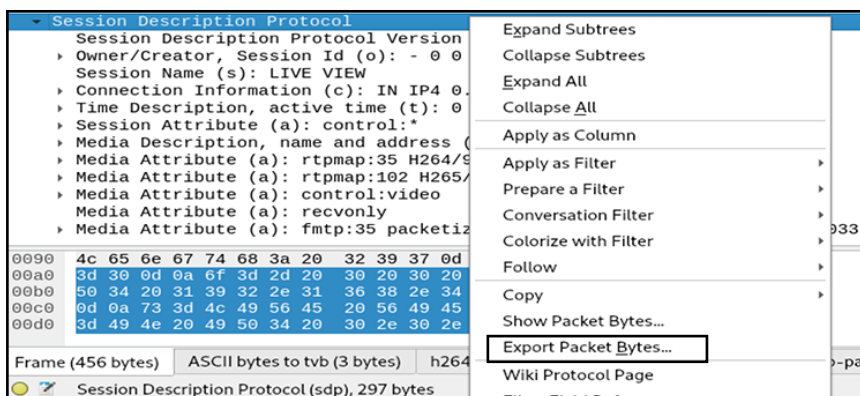 Session Description Protocol
Session Description Protocol Version
Owner/Creator, Session Id (o): - 0 0
Session Name (s): LIVE VIEW
Connection Information (c): IN IP4 0.
Time Description, active time (t): 0
Session Attribute (a): control:*
Media Description, name and address (
Media Attribute (a): rtpmap:35 H264/9
Media Attribute (a): rtpmap:102 H265/
Media Attribute (a): control:video
Media Attribute (a): recvonly
Media Attribute (a): fmtp:35 packetiz
033
0090 4c 65 6e 67 74 68 3a 20 32 39 37 0d
00a0 3d 30 0d 0a 6f 3d 2d 20 30 20 30 20
00b0 50 34 20 31 39 32 2e 31 36 38 2e 34
00c0 0d 0a 73 3d 4c 49 56 45 20 56 49 45
00d0 3d 49 4e 20 49 50 34 20 30 2e 30 2e
Frame (456 bytes) ASCII bytes to tvb (3 bytes) h264
o-pa
Session Description Protocol (sdp), 297 bytes
Expand Subtrees
Collapse Subtrees
Expand All
Collapse All
Apply as Column
Apply as Filter
Prepare a Filter
Conversation Filter
Colorize with Filter
Follow
Copy
Show Packet Bytes...
Export Packet Bytes...
Wiki Protocol Page